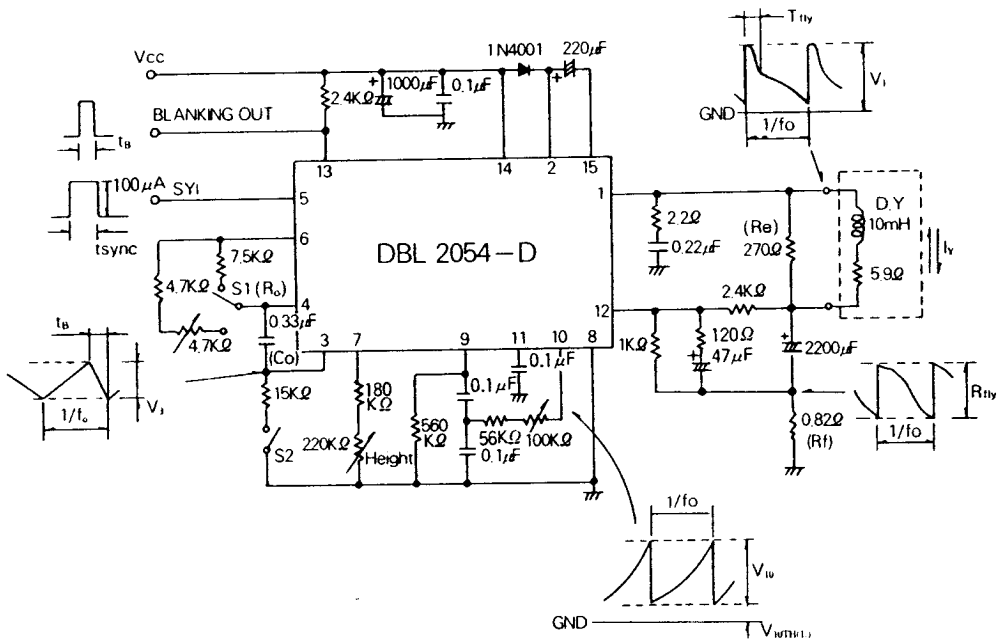 Tfly
1N4001
220µF
Vcc
1000µF
0.1µF
V1
2.4KΩ
GND
BLANKING OUT
1/fo
tB
13
14
2
15
100µA
SYI
5
1
D.Y
10mH
tsync
6
2.2Ω
(Re)
270Ω
IY
7.5KΩ
DBL 2054-D
0.22µF
5.9Ω
4.7KΩ
S1 (Ro)
4
12
2.4KΩ
tB
0.33µF
4.7KΩ
(Co)
3
7
9
11
10
8
1KΩ
120Ω
47µF
2200µF
V3
1/fo
15KΩ
180
KΩ
0.1µF
0.1µF
Rfly
S2
220KΩ
Height
560
KΩ
56KΩ
100KΩ
0.1µF
0.82Ω
(Rf)
1/fo
1/fo
V10
GND
V10TH(L)